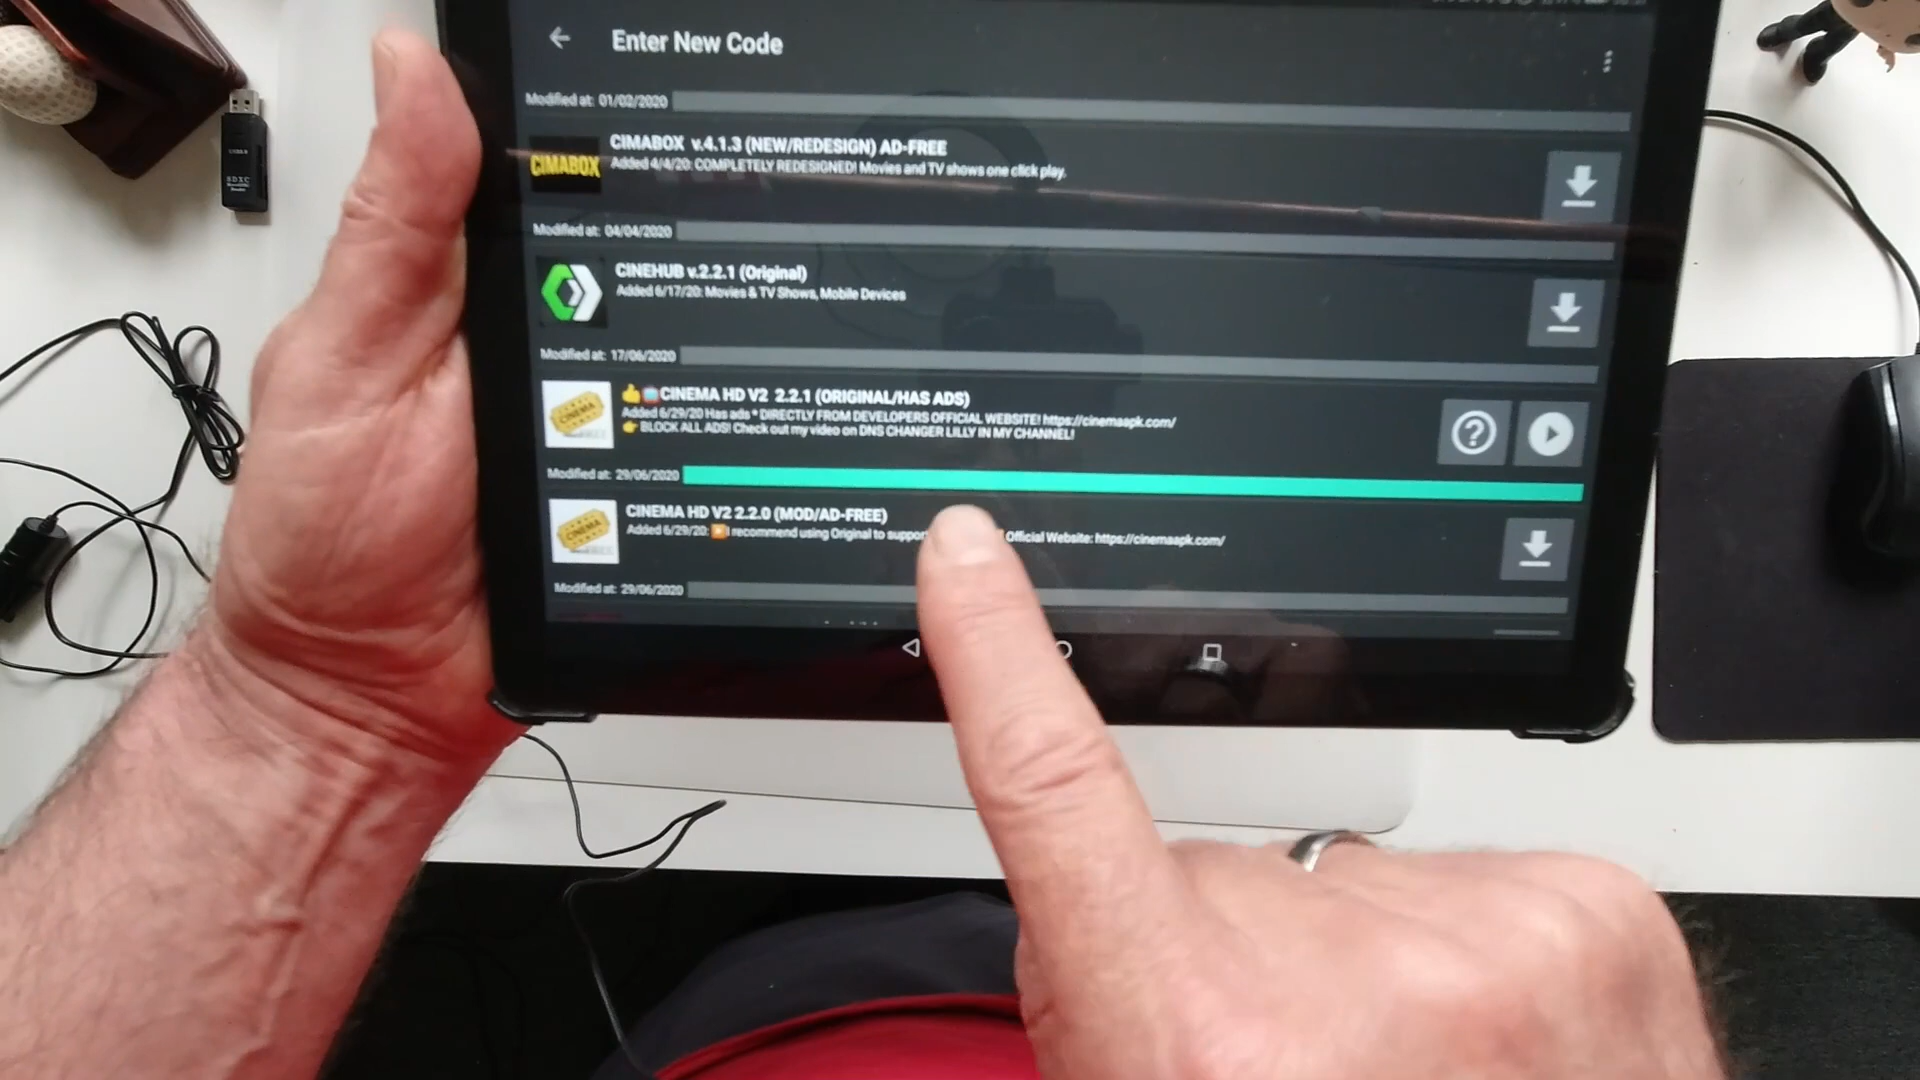 Enter New Code
Modified at: 01/02/2020
CIMABOX
CIMABOX v.4.1.3 (NEW/REDESIGN) AD-FREE
Added 4/4/20: COMPLETELY REDESIGNED! Movies and TV shows one click play.
Modified at: 04/04/2020
CINEHUB v.2.2.1 (Original)
Added 6/17/20: Movies & TV Shows, Mobile Devices
Modified at: 17/06/2020
CINEMA
👍📺CINEMA HD V2 2.2.1 (ORIGINAL/HAS ADS)
Added 6/29/20 Has ads * DIRECTLY FROM DEVELOPERS OFFICIAL WEBSITE! https://cinemaapk.com/
👉 BLOCK ALL ADS! Check out my video on DNS CHANGER LILLY IN MY CHANNEL!
Modified at: 29/06/2020
CINEMA
CINEMA HD V2 2.2.0 (MOD/AD-FREE)
Added 6/29/20: ▶I recommend using Original to suppor Official Website: https://cinemaapk.com/
Modified at: 29/06/2020
SDXC